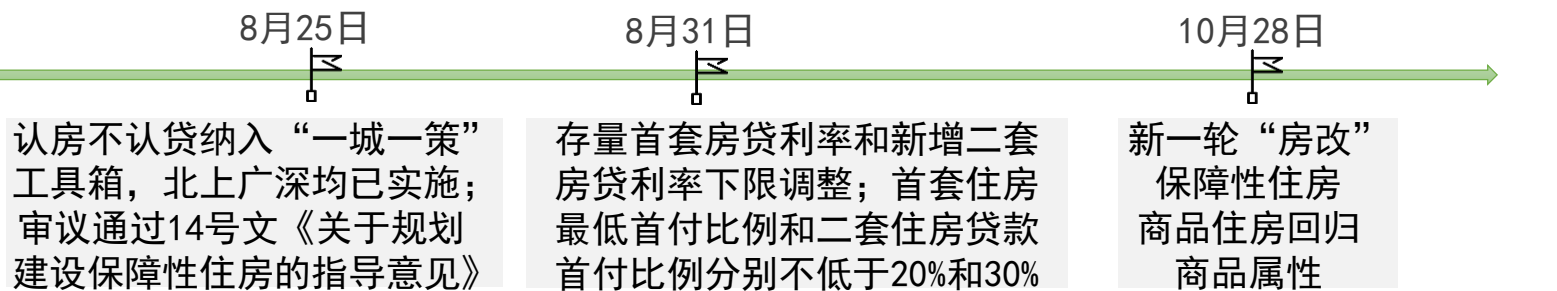 8月25日
认房不认贷纳入“一城一策”
工具箱，北上广深均已实施；
审议通过14号文《关于规划
建设保障性住房的指导意见》
8月31日
存量首套房贷利率和新增二套
房贷利率下限调整；首套住房
最低首付比例和二套住房贷款
首付比例分别不低于20%和30%
10月28日
新一轮“房改”
保障性住房
商品住房回归
商品属性